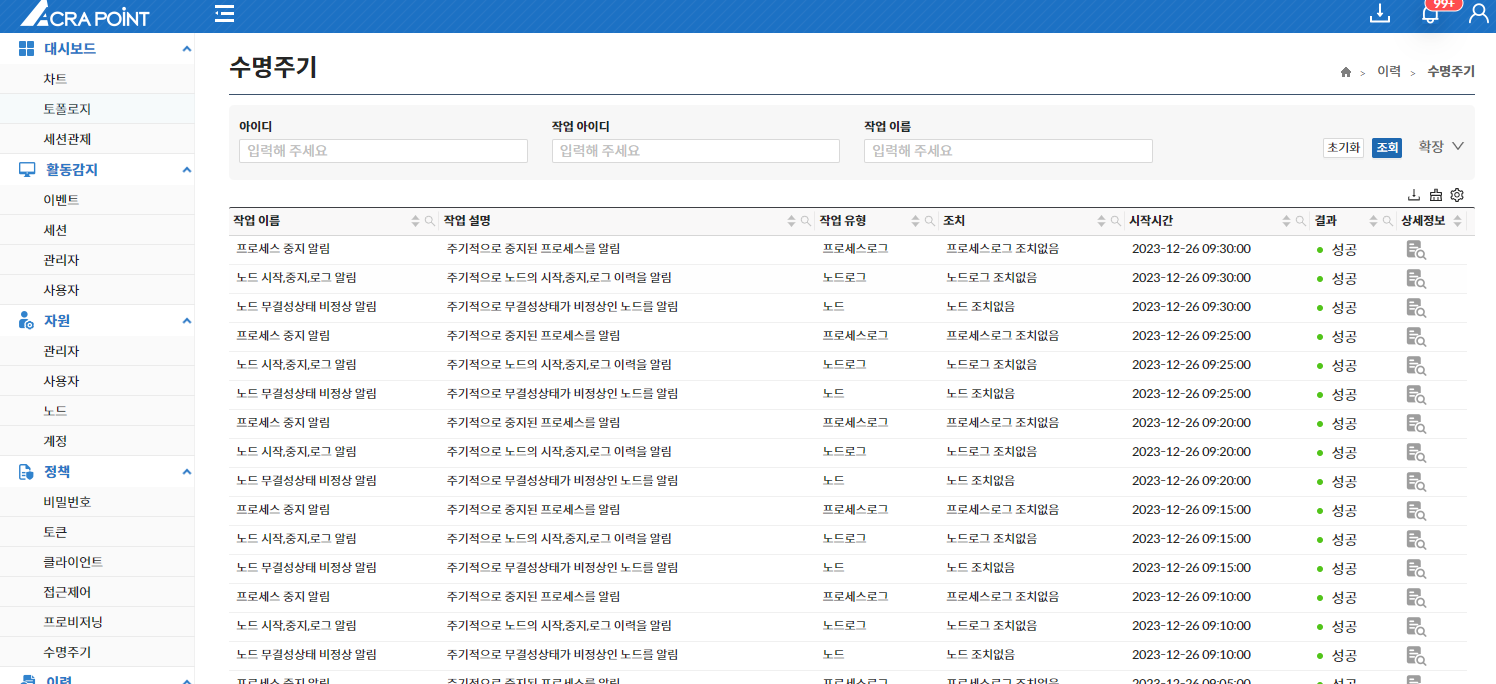 ACRA POINT
99+
대시보드
차트
토폴로지
세션관제
활동감지
이벤트
세션
관리자
사용자
자원
관리자
사용자
노드
계정
정책
비밀번호
토큰
클라이언트
접근제어
프로비저닝
수명주기
이력
수명주기
이력 > 수명주기
아이디 작업 아이디 작업 이름
입력해 주세요 입력해 주세요 입력해 주세요 초기화 조회 확장
작업 이름 작업 설명 작업 유형 조치 시작시간 결과 상세정보
프로세스 중지 알림 주기적으로 중지된 프로세스를 알림 프로세스로그 프로세스로그 조치없음 2023-12-26 09:30:00 성공
노드 시작,중지,로그 알림 주기적으로 노드의 시작,중지,로그 이력을 알림 노드로그 노드로그 조치없음 2023-12-26 09:30:00 성공
노드 무결성상태 비정상 알림 주기적으로 무결성상태가 비정상인 노드를 알림 노드 노드 조치없음 2023-12-26 09:30:00 성공
프로세스 중지 알림 주기적으로 중지된 프로세스를 알림 프로세스로그 프로세스로그 조치없음 2023-12-26 09:25:00 성공
노드 시작,중지,로그 알림 주기적으로 노드의 시작,중지,로그 이력을 알림 노드로그 노드로그 조치없음 2023-12-26 09:25:00 성공
노드 무결성상태 비정상 알림 주기적으로 무결성상태가 비정상인 노드를 알림 노드 노드 조치없음 2023-12-26 09:25:00 성공
프로세스 중지 알림 주기적으로 중지된 프로세스를 알림 프로세스로그 프로세스로그 조치없음 2023-12-26 09:20:00 성공
노드 시작,중지,로그 알림 주기적으로 노드의 시작,중지,로그 이력을 알림 노드로그 노드로그 조치없음 2023-12-26 09:20:00 성공
노드 무결성상태 비정상 알림 주기적으로 무결성상태가 비정상인 노드를 알림 노드 노드 조치없음 2023-12-26 09:20:00 성공
프로세스 중지 알림 주기적으로 중지된 프로세스를 알림 프로세스로그 프로세스로그 조치없음 2023-12-26 09:15:00 성공
노드 시작,중지,로그 알림 주기적으로 노드의 시작,중지,로그 이력을 알림 노드로그 노드로그 조치없음 2023-12-26 09:15:00 성공
노드 무결성상태 비정상 알림 주기적으로 무결성상태가 비정상인 노드를 알림 노드 노드 조치없음 2023-12-26 09:15:00 성공
프로세스 중지 알림 주기적으로 중지된 프로세스를 알림 프로세스로그 프로세스로그 조치없음 2023-12-26 09:10:00 성공
노드 시작,중지,로그 알림 주기적으로 노드의 시작,중지,로그 이력을 알림 노드로그 노드로그 조치없음 2023-12-26 09:10:00 성공
노드 무결성상태 비정상 알림 주기적으로 무결성상태가 비정상인 노드를 알림 노드 노드 조치없음 2023-12-26 09:10:00 성공
프로세스 중지 알림 주기적으로 중지된 프로세스를 알림 프로세스로그 프로세스로그 조치없음 2023-12-26 09:05:00 성공